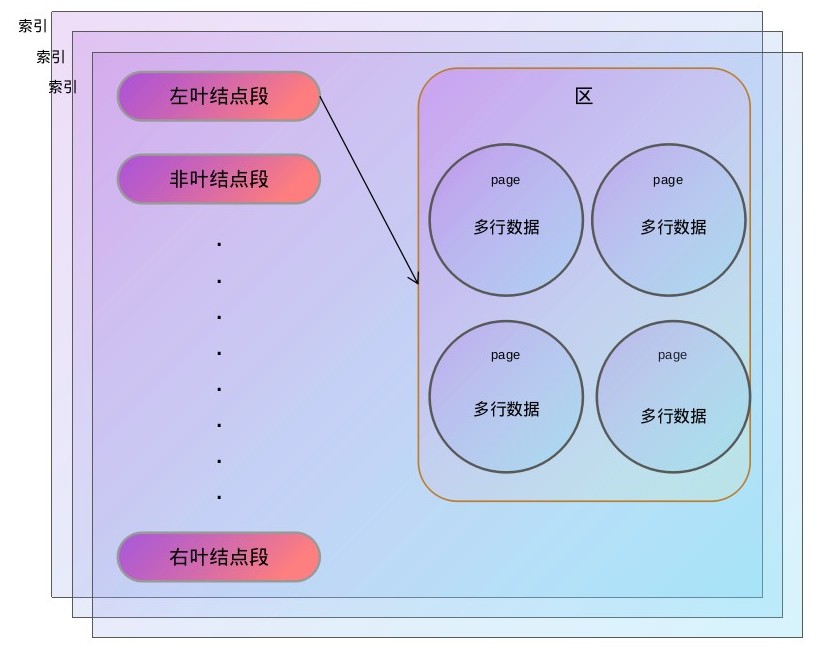 索引
索引
索引
左叶结点段
非叶结点段
.
.
.
.
.
.
.
.
右叶结点段
区
page
多行数据
page
多行数据
page
多行数据
page
多行数据